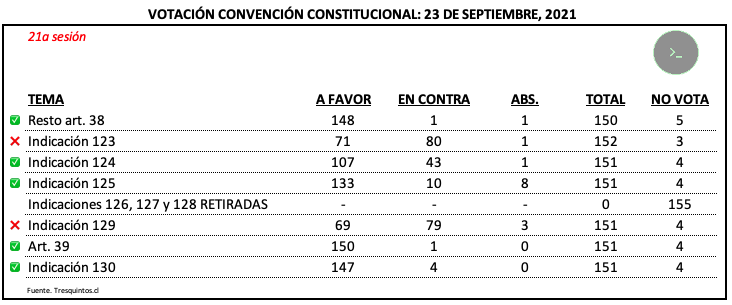 VOTACIÓN CONVENCIÓN CONSTITUCIONAL: 23 DE SEPTIEMBRE, 2021
21a sesión
>_
TEMA A FAVOR EN CONTRA ABS. TOTAL NO VOTA
Resto art. 38 148 1 1 150 5
Indicación 123 71 80 1 152 3
Indicación 124 107 43 1 151 4
Indicación 125 133 10 8 151 4
Indicaciones 126, 127 y 128 RETIRADAS - - - 0 155
Indicación 129 69 79 3 151 4
Art. 39 150 1 0 151 4
Indicación 130 147 4 0 151 4
Fuente. Tresquintos.cl